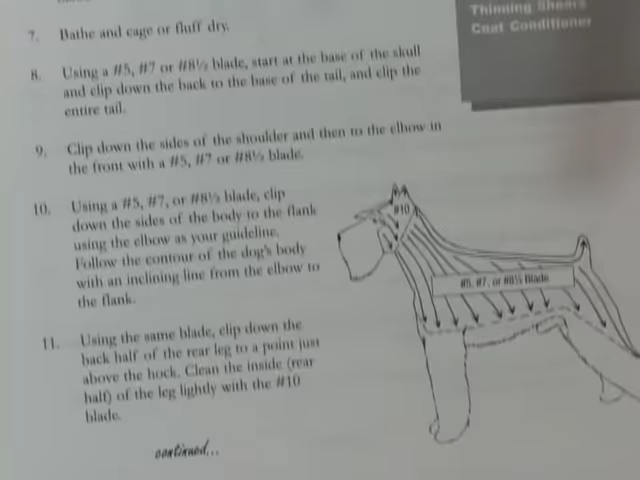 Thinning Shears
Coat Conditioner
7. Bathe and cage or fluff dry.
8. Using a #5, #7 or #8½ blade, start at the base of the skull
and clip down the back to the base of the tail, and clip the
entire tail.
9. Clip down the sides of the shoulder and then to the elbow in
the front with a #5, #7 or #8½ blade.
10. Using a #5, #7, or #8½ blade, clip
down the sides of the body to the flank
using the elbow as your guideline.
Follow the contour of the dog's body
with an inclining line from the elbow to
the flank.
#10
#5, #7, or #8½ Blade
11. Using the same blade, clip down the
back half of the rear leg to a point just
above the hock. Clean the inside (rear
half) of the leg lightly with the #10
blade.
continued...